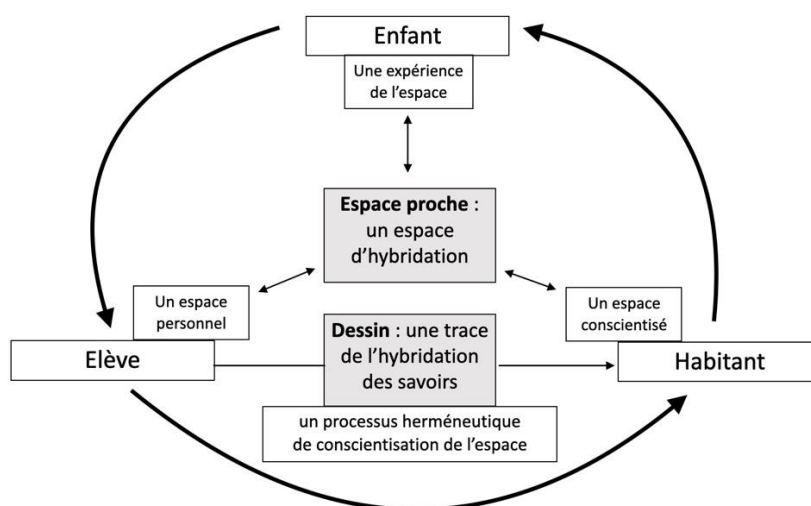 Enfant
Une expérience
de l’espace
Espace proche :
un espace
d’hybridation
Un espace
personnel
Un espace
conscientisé
Elève
Dessin : une trace
de l’hybridation
des savoirs
Habitant
un processus herméneutique
de conscientisation de l’espace